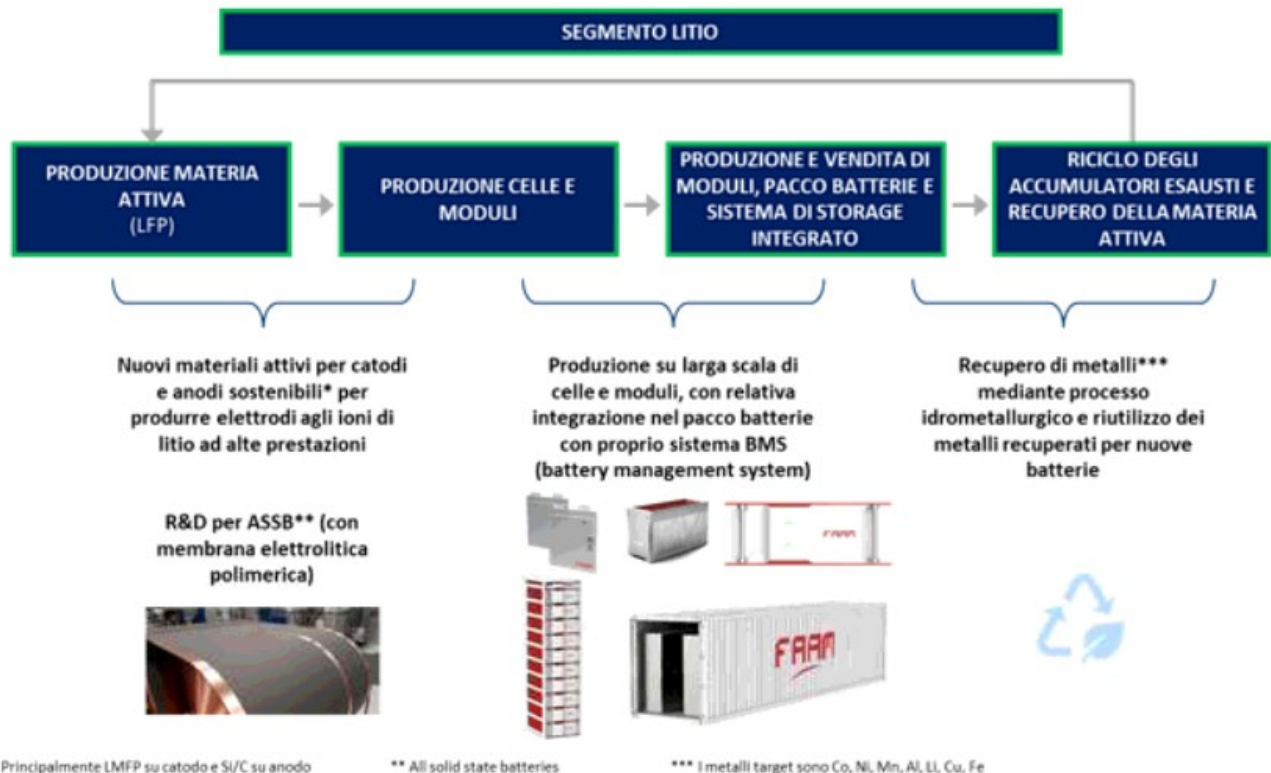 SEGMENTO LITIO
PRODUZIONE MATERIA
ATTIVA
(LFP)
PRODUZIONE CELLE E
MODULI
PRODUZIONE E VENDITA DI
MODULI, PACCO BATTERIE E
SISTEMA DI STORAGE
INTEGRATO
RICICLO DEGLI
ACCUMULATORI ESAUSTI E
RECUPERO DELLA MATERIA
ATTIVA
Nuovi materiali attivi per catodi
e anodi sostenibili* per
produrre elettrodi agli ioni di
litio ad alte prestazioni
R&D per ASSB** (con
membrana elettrolitica
polimerica)
Produzione su larga scala di
celle e moduli, con relativa
integrazione nel pacco batterie
con proprio sistema BMS
(battery management system)
FAAM
FAAM
Recupero di metalli***
mediante processo
idrometallurgico e riutilizzo dei
metalli recuperati per nuove
batterie
Principalmente LMFP su catodo e Si/C su anodo
** All solid state batteries
*** I metalli target sono Co, Ni, Mn, Al, Li, Cu, Fe